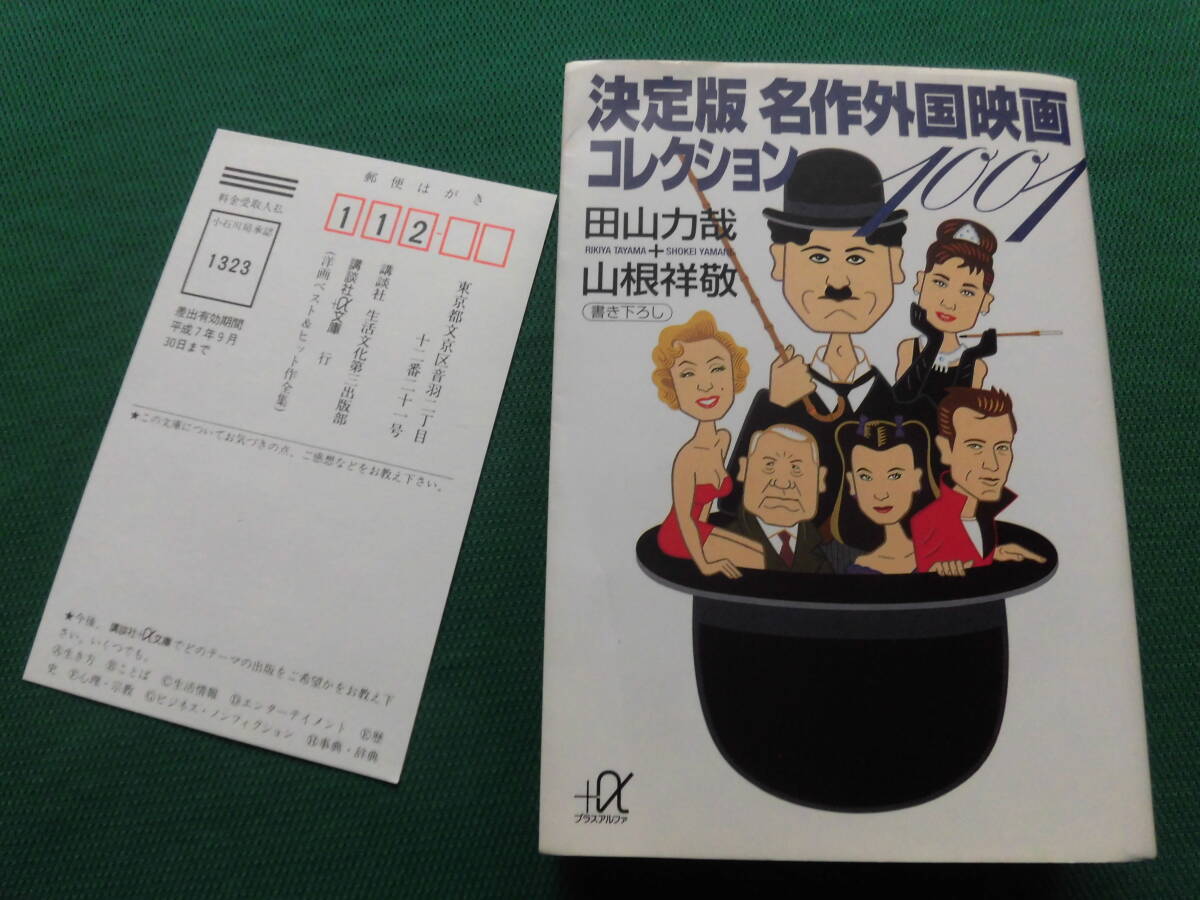 郵便はがき
料金受取人払
小石川局承認
1323
差出有効期間
平成7年9月
30日まで
112-
東京都文京区音羽二丁目
十二番二十一号
講談社 生活文化第三出版部
講談社+α文庫 行
(洋画ベスト&ヒット作全集)
★この文庫についてお気づきの点、ご感想などをお教え下さい。
★今後、講談社+α文庫でどのテーマの出版をご希望かをお教え下
さい。いくつでも。
Ⓐ生き方 Ⓑことば Ⓒ生活情報 Ⓓエンターテイメント Ⓔ歴
史 Ⓕ心理・宗教 Ⓖビジネス・ノンフィクション Ⓗ事典・辞典
決定版 名作外国映画
コレクション1001
田山力哉
RIKIYA TAYAMA + SHOKEI YAMANE
山根祥敬
書き下ろし
+α
プラスアルファ